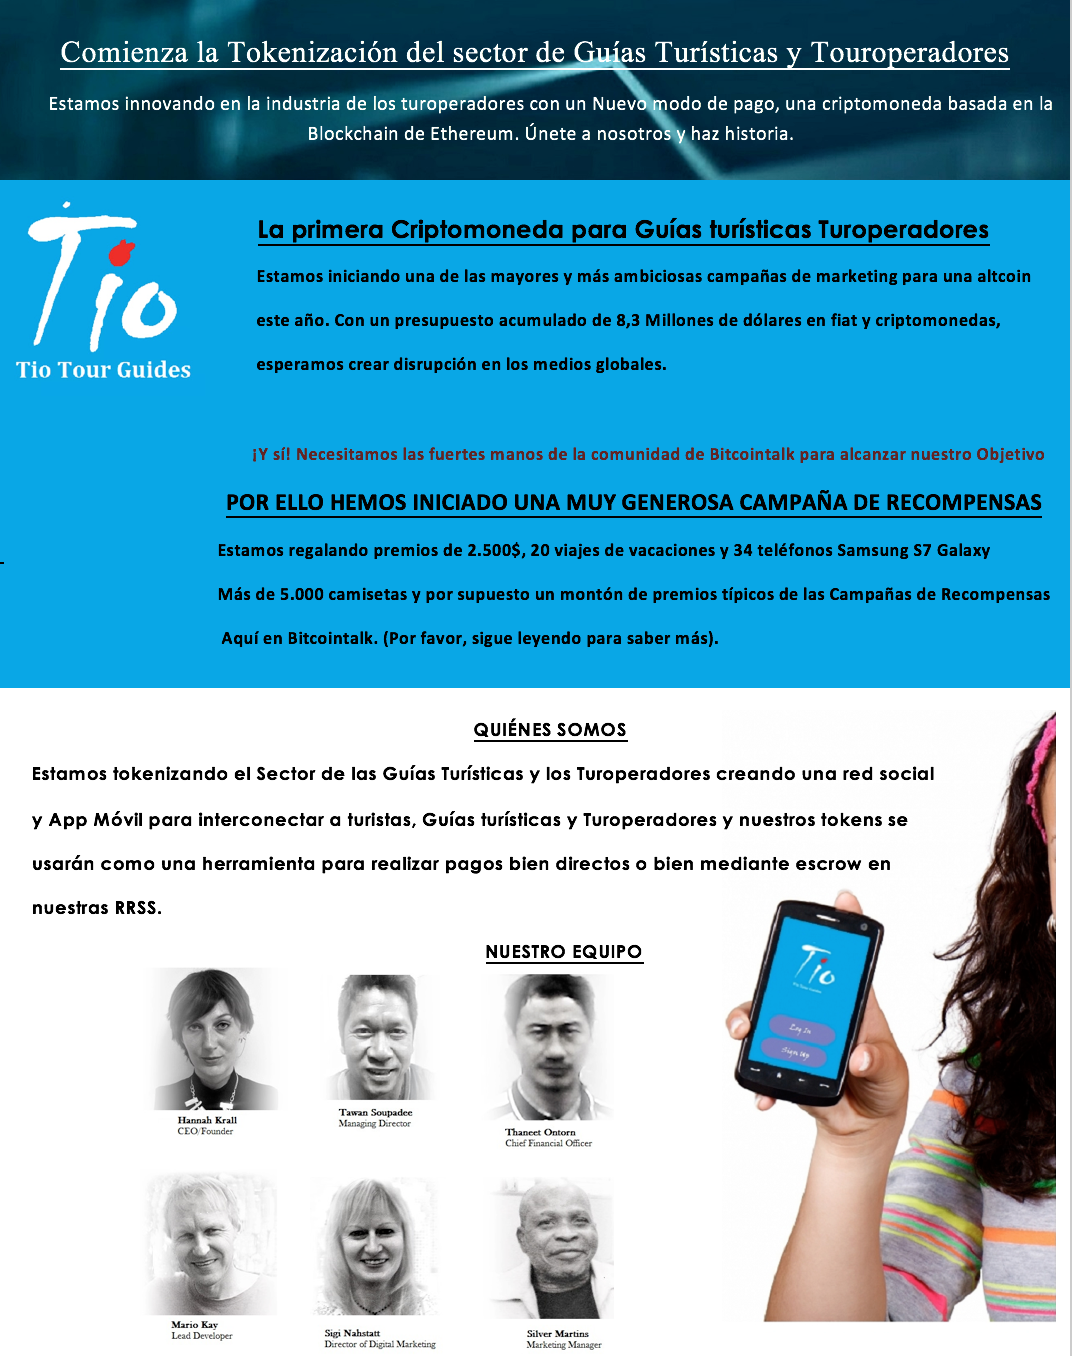 Comienza la Tokenización del sector de Guías Turísticas y Touroperadores
Estamos innovando en la industria de los turoperadores con un Nuevo modo de pago, una criptomoneda basada en la
Blockchain de Ethereum. Únete a nosotros y haz historia.
Tio
Tio Tour Guides
La primera Criptomoneda para Guías turísticas Turoperadores
Estamos iniciando una de las mayores y más ambiciosas campañas de marketing para una altcoin
este año. Con un presupuesto acumulado de 8,3 Millones de dólares en fiat y criptomonedas,
esperamos crear disrupción en los medios globales.
¡Y sí! Necesitamos las fuertes manos de la comunidad de Bitcointalk para alcanzar nuestro Objetivo
POR ELLO HEMOS INICIADO UNA MUY GENEROSA CAMPAÑA DE RECOMPENSAS
Estamos regalando premios de 2.500$, 20 viajes de vacaciones y 34 teléfonos Samsung S7 Galaxy
Más de 5.000 camisetas y por supuesto un montón de premios típicos de las Campañas de Recompensas
Aquí en Bitcointalk. (Por favor, sigue leyendo para saber más).
QUIÉNES SOMOS
Estamos tokenizando el Sector de las Guías Turísticas y los Turoperadores creando una red social
y App Móvil para interconectar a turistas, Guías turísticas y Turoperadores y nuestros tokens se
usarán como una herramienta para realizar pagos bien directos o bien mediante escrow en
nuestras RRSS.
NUESTRO EQUIPO
Hannah Krall
CEO/Founder
Tawan Soupadee
Managing Director
Thaneet Ontorn
Chief Financial Officer
Mario Kay
Lead Developer
Sigi Nahstatt
Director of Digital Marketing
Silver Martins
Marketing Manager
Tio
Log In
Sign Up